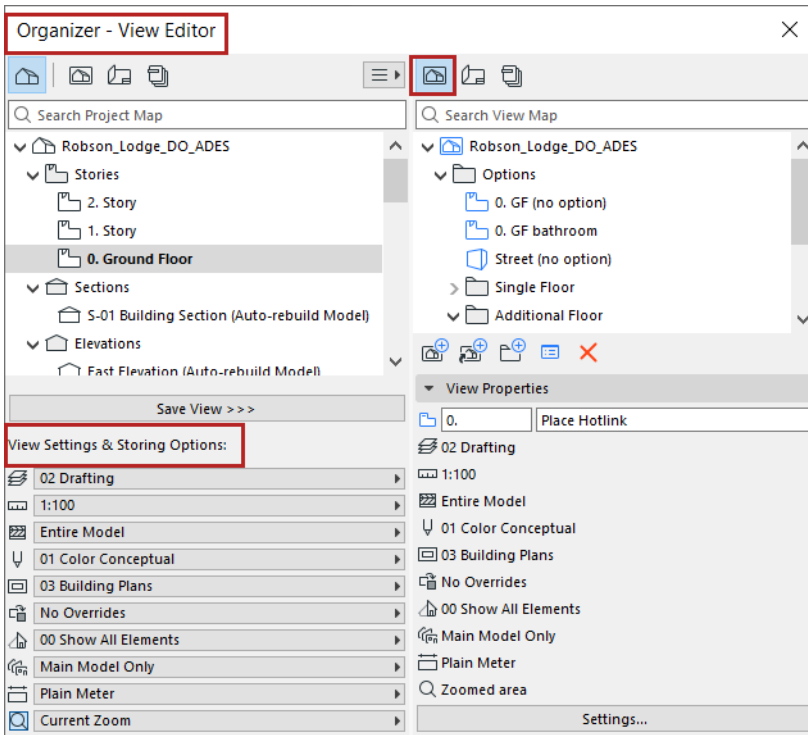 Organizer - View Editor
Search Project Map
Robson_Lodge_DO_ADES
Stories
2. Story
1. Story
0. Ground Floor
Sections
S-01 Building Section (Auto-rebuild Model)
Elevations
East Elevation (Auto-rebuild Model)
Save View >>>
View Settings & Storing Options:
02 Drafting
1:100
Entire Model
01 Color Conceptual
03 Building Plans
No Overrides
00 Show All Elements
Main Model Only
Plain Meter
Current Zoom
Search View Map
Robson_Lodge_DO_ADES
Options
0. GF (no option)
0. GF bathroom
Street (no option)
Single Floor
Additional Floor
View Properties
0. Place Hotlink
02 Drafting
1:100
Entire Model
01 Color Conceptual
03 Building Plans
No Overrides
00 Show All Elements
Main Model Only
Plain Meter
Zoomed area
Settings...